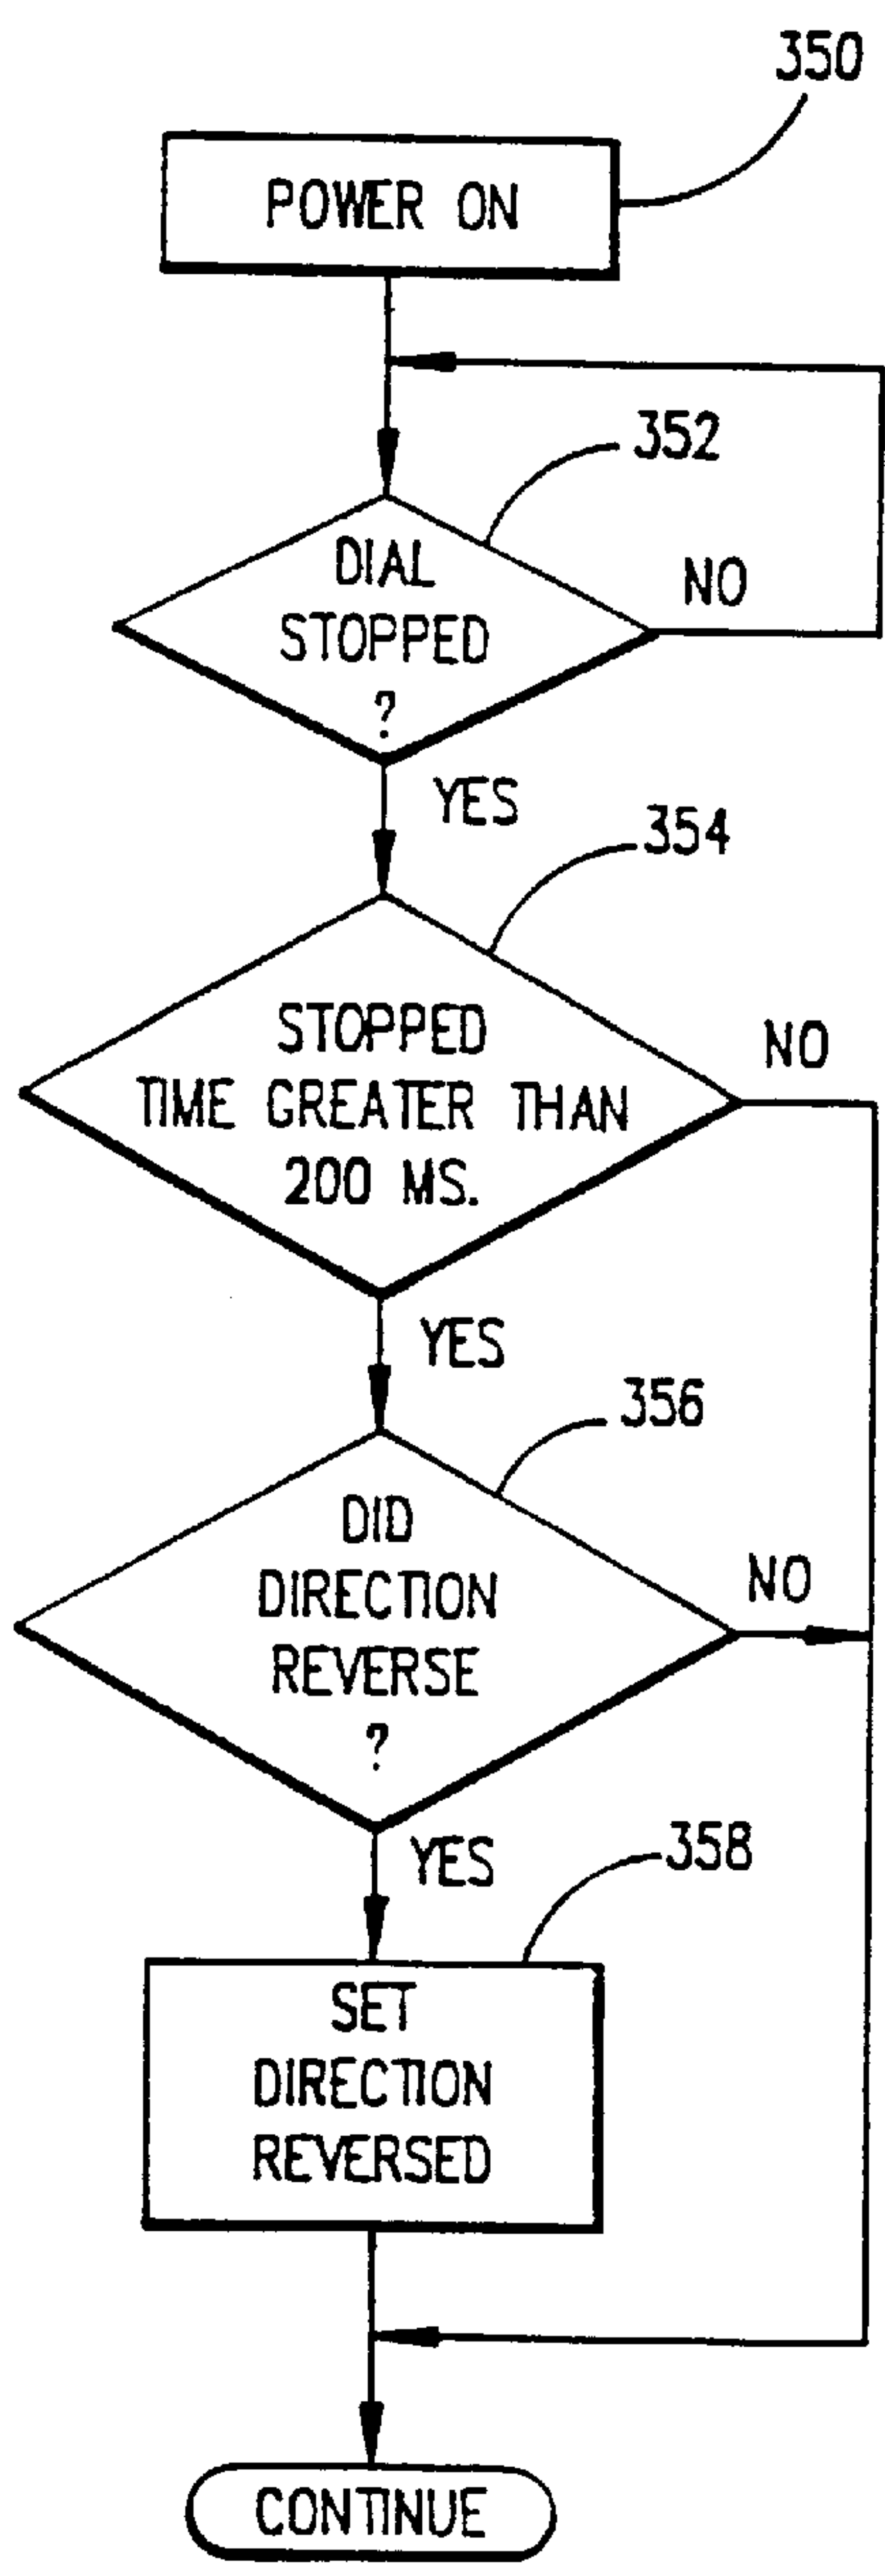 350
POWER ON
352
DIAL
STOPPED
?
NO
YES
354
STOPPED
TIME GREATER THAN
200 MS.
NO
YES
356
DID
DIRECTION
REVERSE
?
NO
YES
358
SET
DIRECTION
REVERSED
CONTINUE